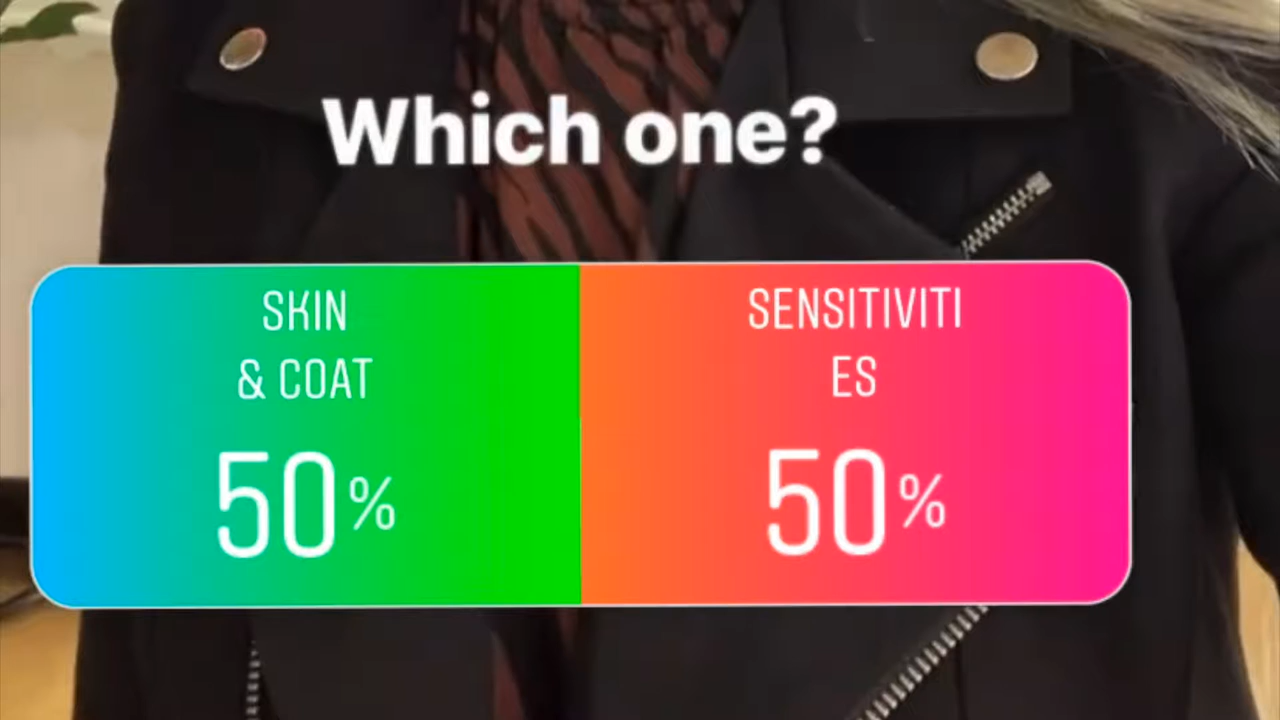 Which one?
SKIN
& COAT
50%
SENSITIVITI
ES
50%